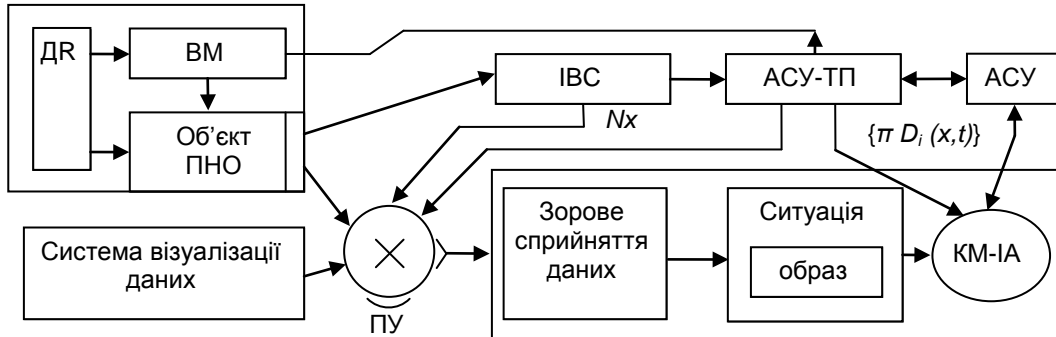 ДR
ВМ
ІВС
АСУ-ТП
АСУ
Об’єкт
ПНО
Nx
{π Dᵢ (x,t)}
Система візуалізації
даних
ПУ
Зорове
сприйняття
даних
Ситуація
образ
КМ-ІА